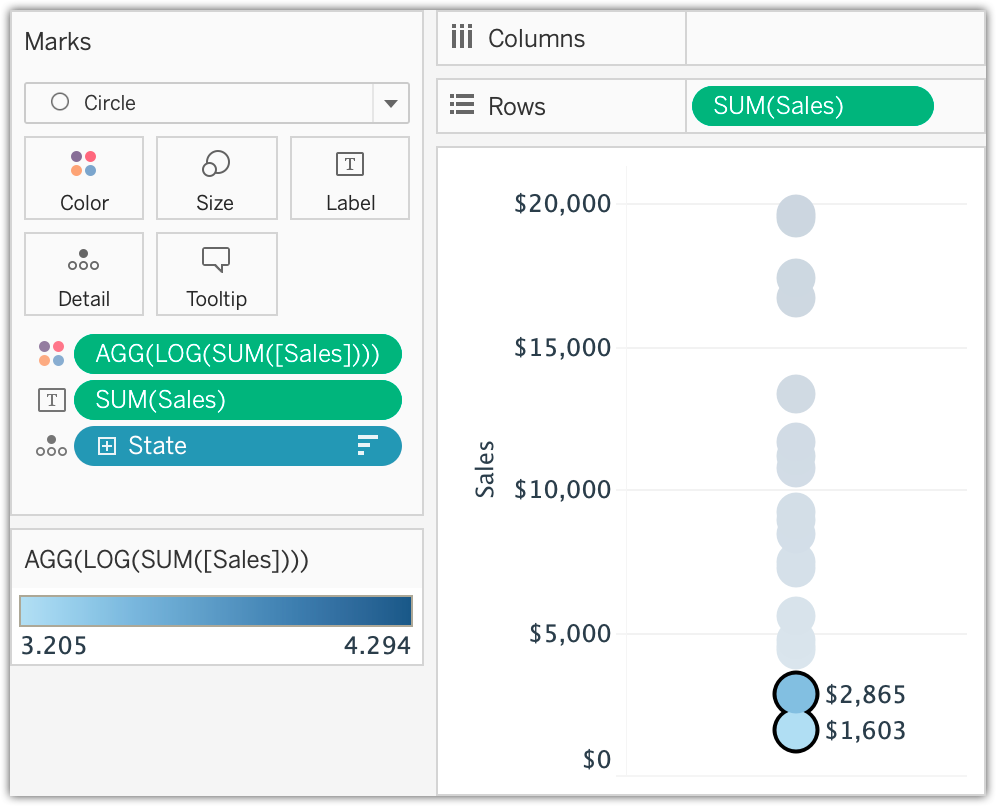 Marks
Circle
Color
Size
Label
Detail
Tooltip
AGG(LOG(SUM([Sales])))
T
SUM(Sales)
State
AGG(LOG(SUM([Sales])))
3.205 4.294
Columns
Rows
SUM(Sales)
Sales
$20,000
$15,000
$10,000
$5,000
$0
$2,865
$1,603